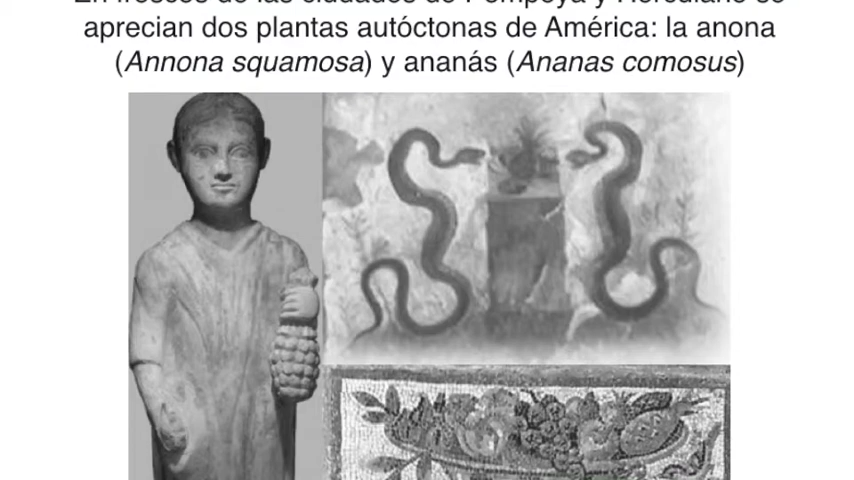 En frescos de las ciudades de Pompeya y Herculano se
aprecian dos plantas autóctonas de América: la anona
(Annona squamosa) y ananás (Ananas comosus)